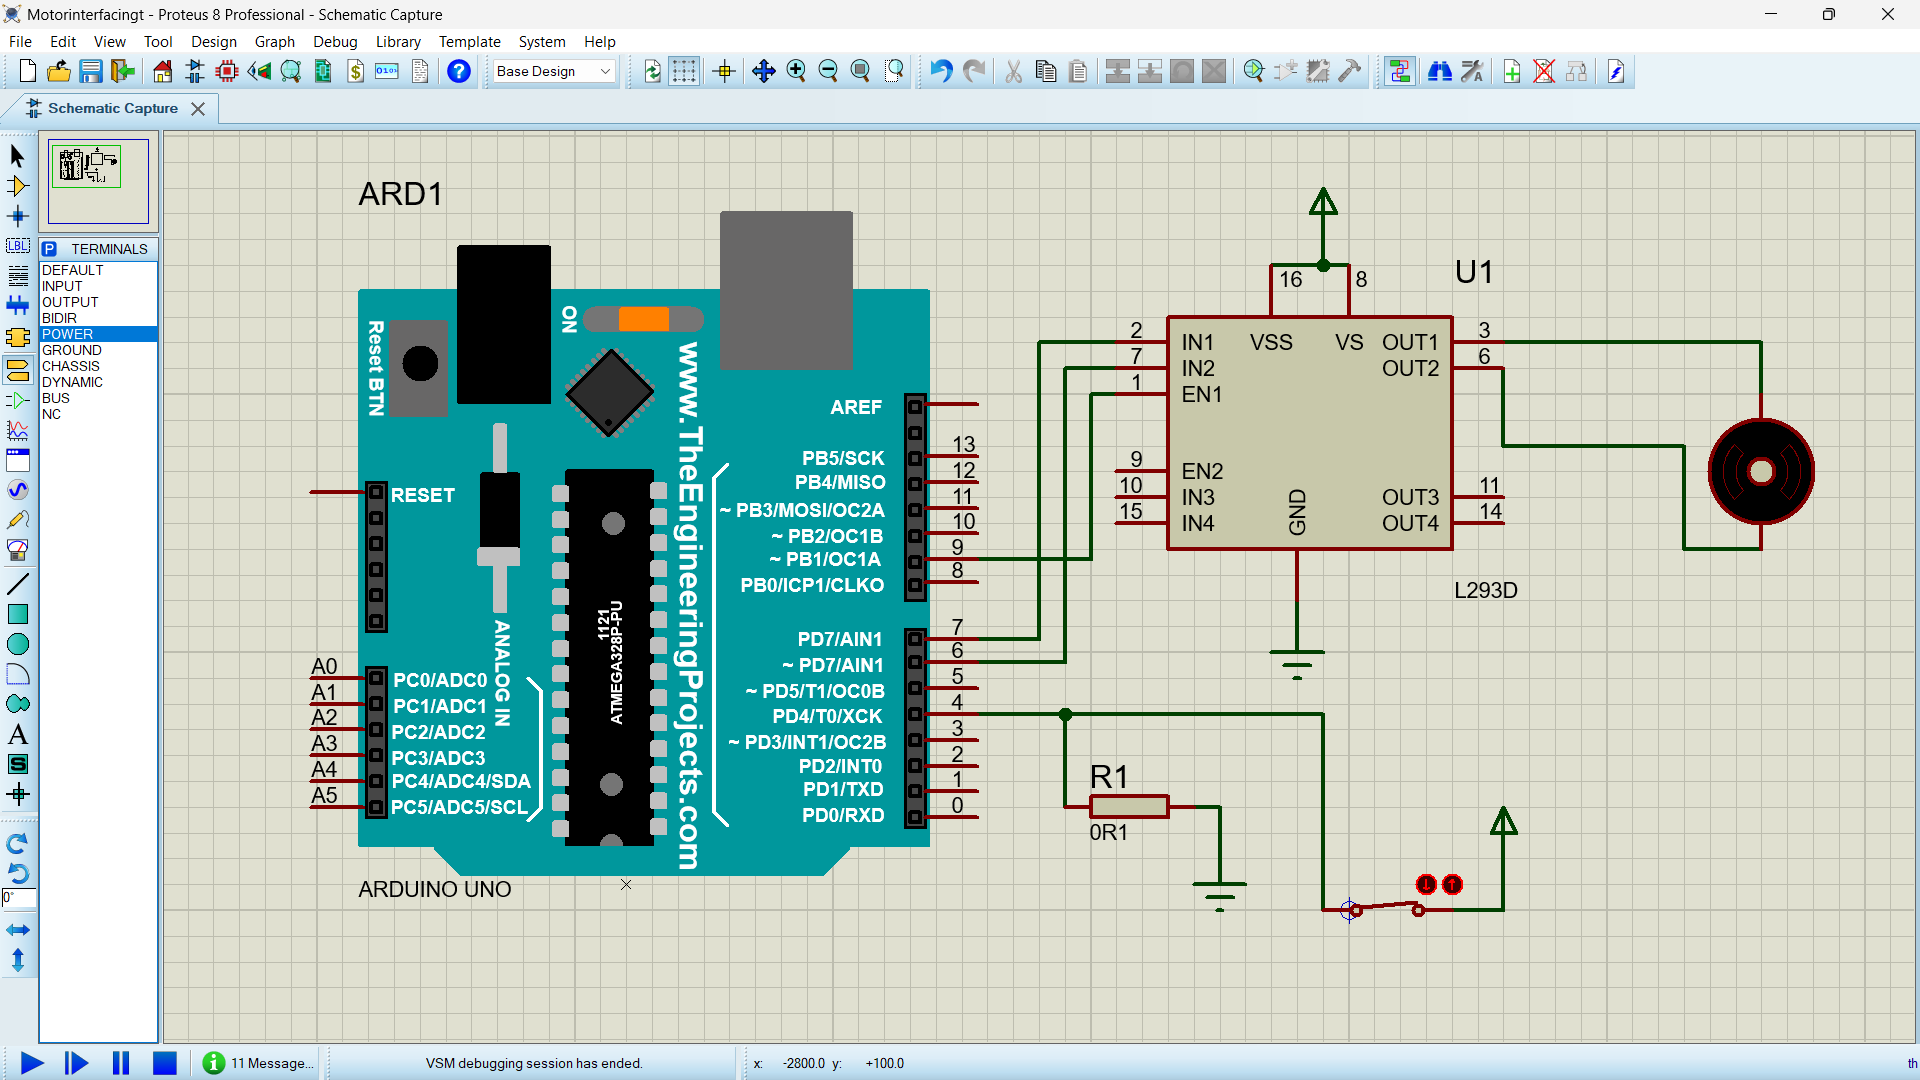 Motorinterfacingt - Proteus 8 Professional - Schematic Capture
File Edit View Tool Design Graph Debug Library Template System Help
Base Design
Schematic Capture
P TERMINALS
DEFAULT
INPUT
OUTPUT
BIDIR
POWER
GROUND
CHASSIS
DYNAMIC
BUS
NC
LBL
A
S
0°
ARD1
ON
Reset BTN
www.TheEngineeringProjects.com
ANALOG IN
1121
ATMEGA328P-PU
RESET
A0 PC0/ADC0
A1 PC1/ADC1
A2 PC2/ADC2
A3 PC3/ADC3
A4 PC4/ADC4/SDA
A5 PC5/ADC5/SCL
AREF
PB5/SCK 13
PB4/MISO 12
~ PB3/MOSI/OC2A 11
~ PB2/OC1B 10
~ PB1/OC1A 9
PB0/ICP1/CLKO 8
PD7/AIN1 7
~ PD7/AIN1 6
~ PD5/T1/OC0B 5
PD4/T0/XCK 4
~ PD3/INT1/OC2B 3
PD2/INT0 2
PD1/TXD 1
PD0/RXD 0
ARDUINO UNO
U1
16 8
2 IN1 VSS VS OUT1 3
7 IN2 OUT2 6
1 EN1
9 EN2
10 IN3 OUT3 11
15 IN4 OUT4 14
GND
L293D
R1
0R1
11 Message...
VSM debugging session has ended.
x: -2800.0 y: +100.0
th